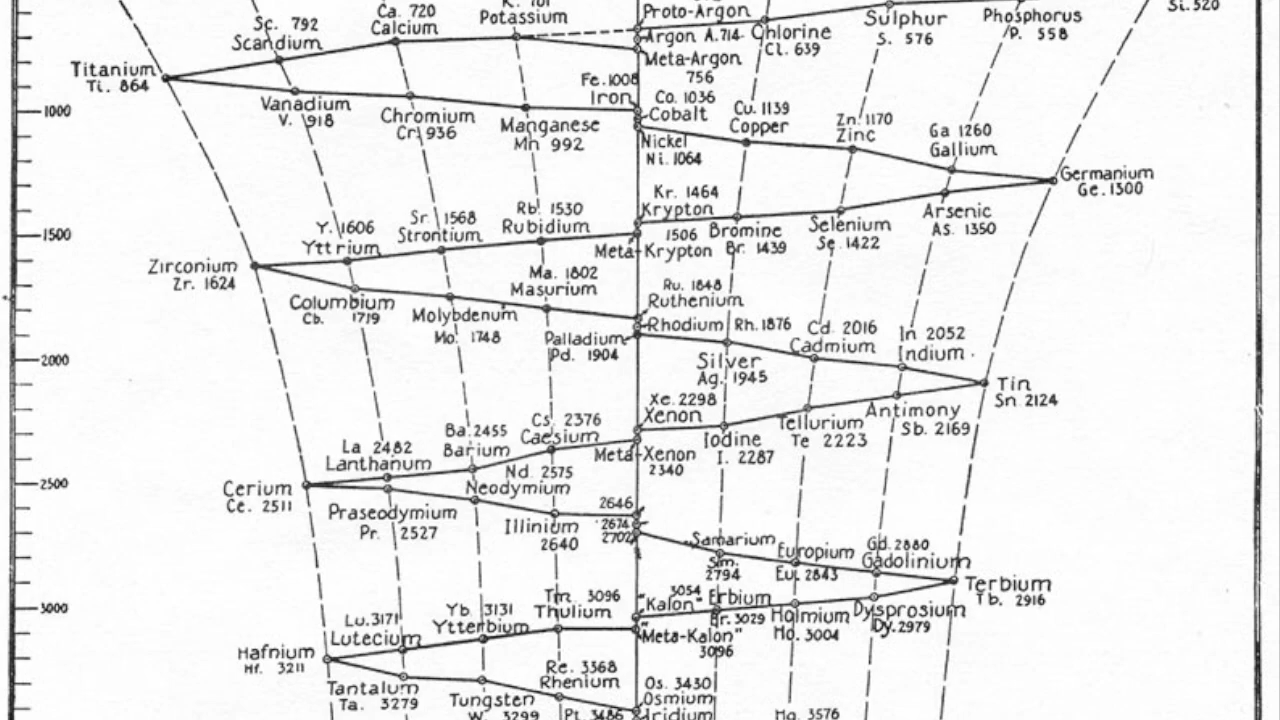 Si. 520
K. 701
Potassium
Ca. 720
Calcium
Sc. 792
Scandium
Proto-Argon
Argon A. 714
Meta-Argon
756
Chlorine
Cl. 639
Sulphur
S. 576
Phosphorus
P. 558
Titanium
Ti. 864
Vanadium
V. 918
Chromium
Cr. 936
Manganese
Mn 992
Fe. 1008
Iron
Co. 1036
Cobalt
Nickel
Ni. 1064
Cu. 1139
Copper
Zn. 1170
Zinc
Ga 1260
Gallium
Germanium
Ge. 1300
1000
Kr. 1464
Krypton
1506
Meta-Krypton
Bromine
Br. 1439
Selenium
Se. 1422
Arsenic
As. 1350
1500
Rb. 1530
Rubidium
Sr. 1568
Strontium
Y. 1606
Yttrium
Zirconium
Zr. 1624
Columbium
Cb. 1719
Molybdenum
Mo. 1748
Ma. 1802
Masurium
Ru. 1848
Ruthenium
Rhodium Rh. 1876
Palladium
Pd. 1904
Silver
Ag. 1945
Cd. 2016
Cadmium
In 2052
Indium
Tin
Sn. 2124
2000
Xe. 2298
Xenon
Meta-Xenon
2340
Iodine
I. 2287
Tellurium
Te 2223
Antimony
Sb. 2169
Cs. 2376
Caesium
Ba. 2455
Barium
La 2482
Lanthanum
Cerium
Ce. 2511
2500
Praseodymium
Pr. 2527
Nd. 2575
Neodymium
Illinium
2640
2646
2674
2702
Samarium
Sm.
2794
Europium
Eu. 2843
Gd. 2880
Gadolinium
Terbium
Tb. 2916
3000
3054
"Kalon"
"Meta-Kalon"
3096
Erbium
Er. 3029
Holmium
Ho. 3004
Dysprosium
Dy. 2979
Tm. 3096
Thulium
Yb. 3131
Ytterbium
Lu. 3171
Lutecium
Hafnium
Hf. 3211
Tantalum
Ta. 3279
Tungsten
W. 3299
Re. 3368
Rhenium
Os. 3430
Osmium
Iridium
Pt. 3486
Hg. 3576